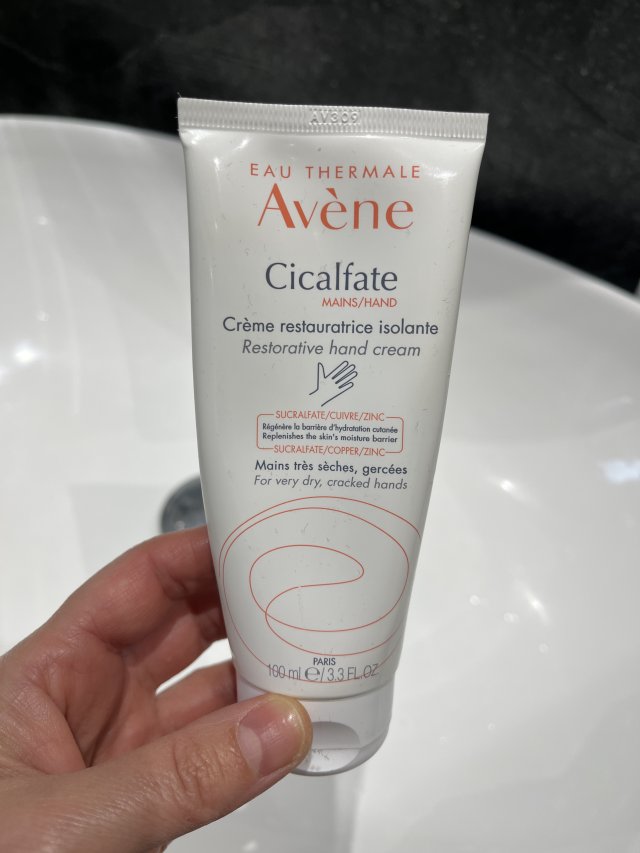 AV309
EAU THERMALE
Avène
Cicalfate
MAINS/HAND
Crème restauratrice isolante
Restorative hand cream
SUCRALFATE/CUIVRE/ZINC
Régénère la barrière d'hydratation cutanée
Replenishes the skin's moisture barrier
SUCRALFATE/COPPER/ZINC
Mains très sèches, gercées
For very dry, cracked hands
PARIS
100 ml ℮/3.3 FL.OZ.